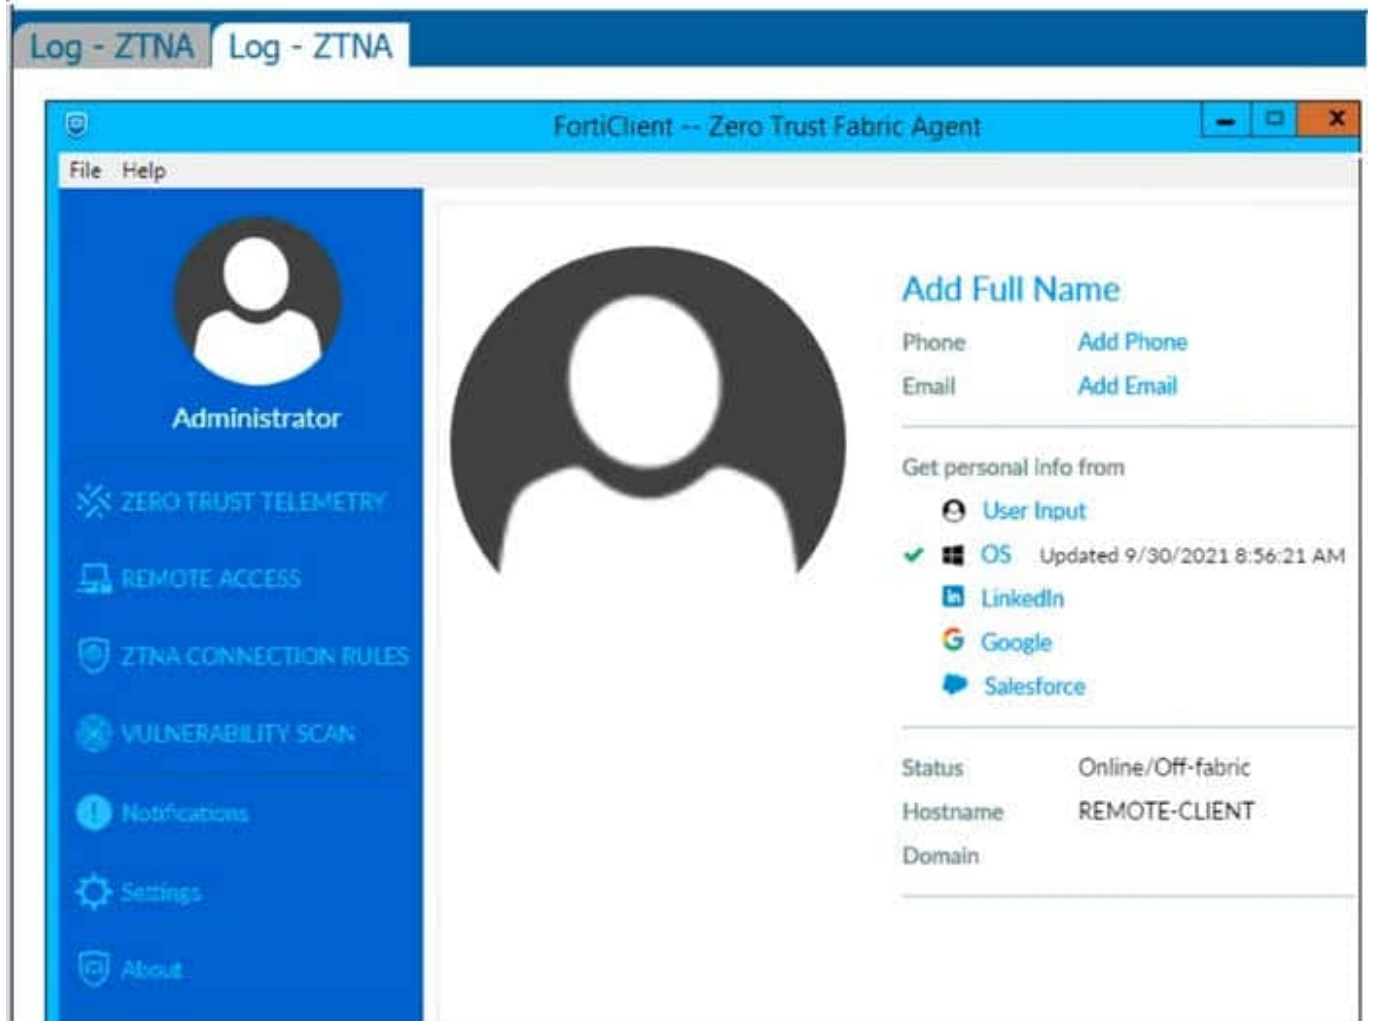 Log - ZTNA
Log - ZTNA
FortiClient -- Zero Trust Fabric Agent
File Help
Administrator
ZERO TRUST TELEMETRY
REMOTE ACCESS
ZTNA CONNECTION RULES
VULNERABILITY SCAN
Notifications
Settings
About
Add Full Name
Phone Add Phone
Email Add Email
Get personal info from
User Input
OS Updated 9/30/2021 8:56:21 AM
LinkedIn
Google
Salesforce
Status Online/Off-fabric
Hostname REMOTE-CLIENT
Domain